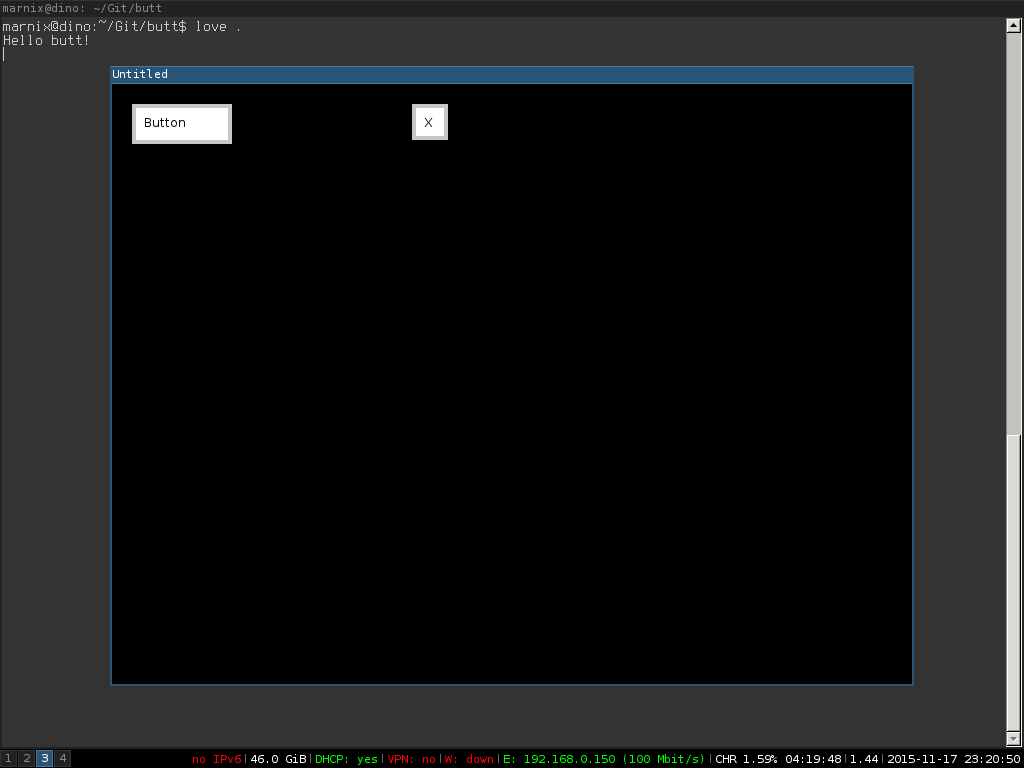 marnix@dino: ~/Git/butt
marnix@dino:~/Git/butt$ love .
Hello butt!
Untitled
Button
X
1 2 3 4 no IPv6|46.0 GiB|DHCP: yes|VPN: no|W: down|E: 192.168.0.150 (100 Mbit/s)|CHR 1.59% 04:19:48|1.44|2015-11-17 23:20:50